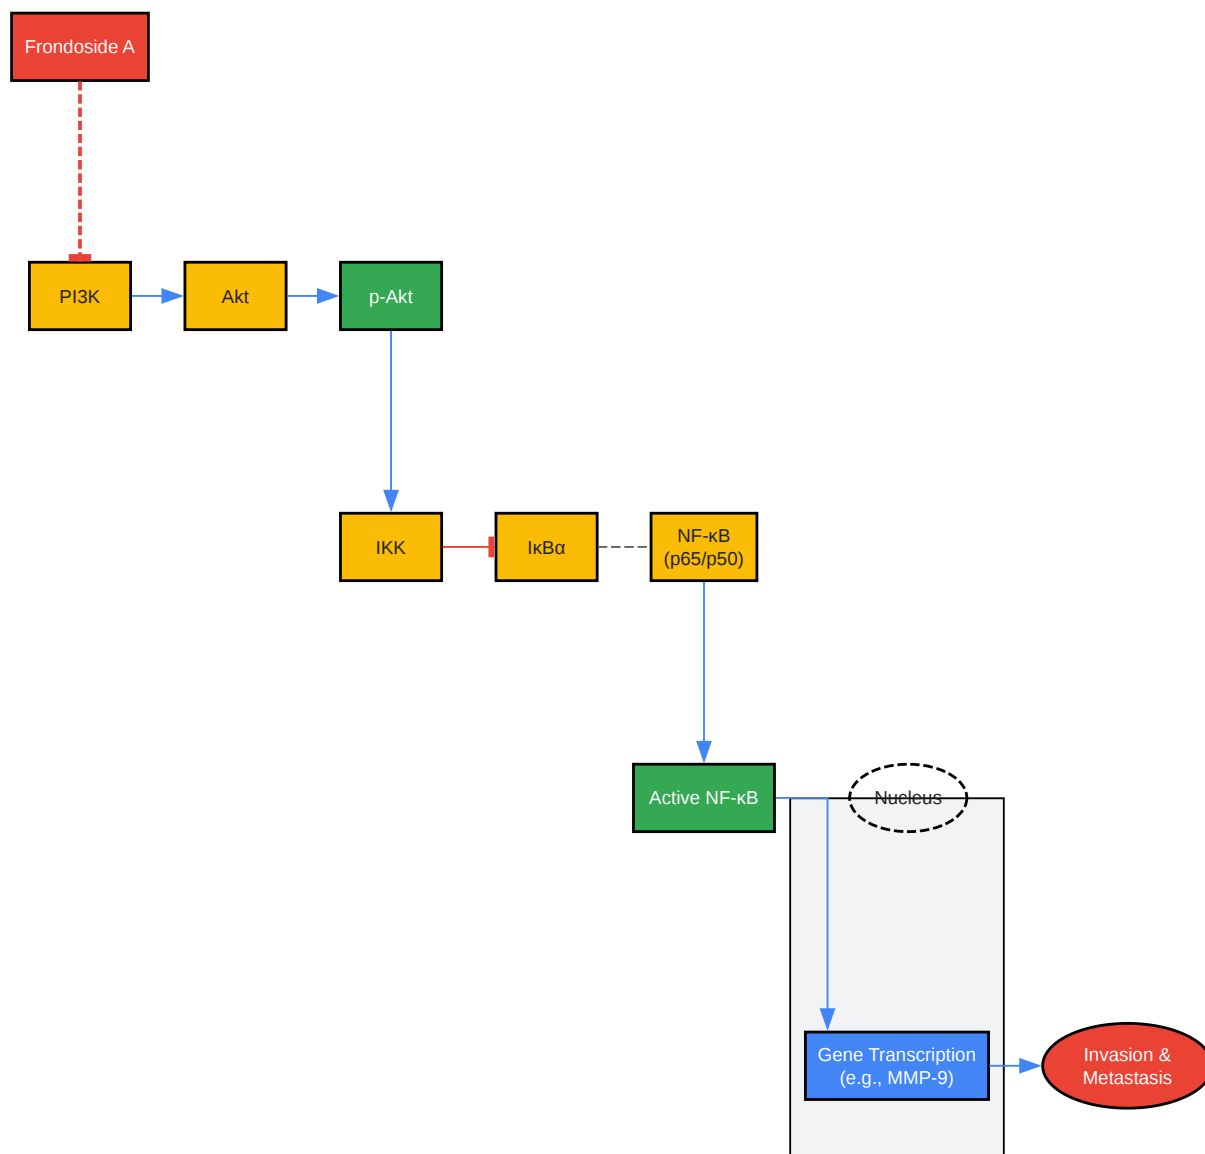 Frondoside A
PI3K
Akt
p-Akt
IKK
IκBα
NF-κB
(p65/p50)
Active NF-κB
Nucleus
Gene Transcription
(e.g., MMP-9)
Invasion &
Metastasis